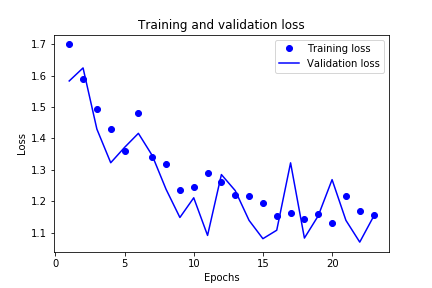 Training and validation loss
Training loss
Validation loss
1.7
1.6
1.5
1.4
1.3
1.2
1.1
Loss
0
5
10
15
20
Epochs